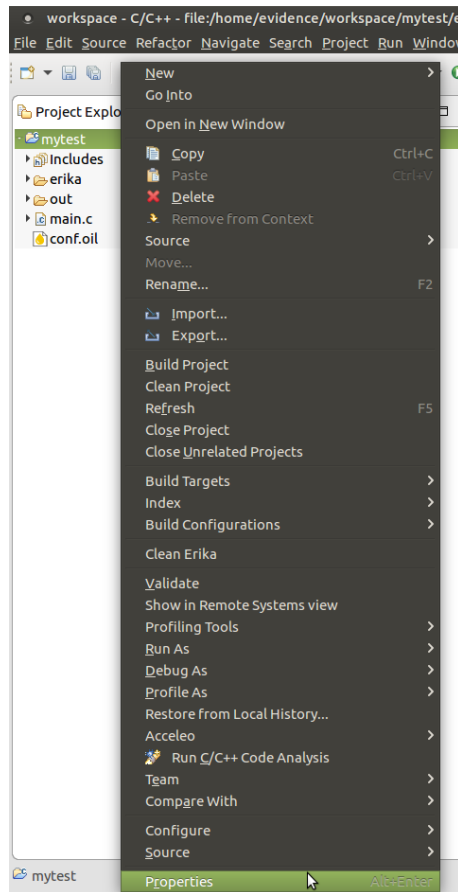 workspace - C/C++ - file:/home/evidence/workspace/mytest/e
File Edit Source Refactor Navigate Search Project Run Windo
Project Explo
mytest
Includes
erika
out
main.c
conf.oil
New
Go Into
Open in New Window
Copy Ctrl+C
Paste Ctrl+V
Delete
Remove from Context
Source
Move...
Rename... F2
Import...
Export...
Build Project
Clean Project
Refresh F5
Close Project
Close Unrelated Projects
Build Targets
Index
Build Configurations
Clean Erika
Validate
Show in Remote Systems view
Profiling Tools
Run As
Debug As
Profile As
Restore from Local History...
Acceleo
Run C/C++ Code Analysis
Team
Compare With
Configure
Source
Properties Alt+Enter
mytest